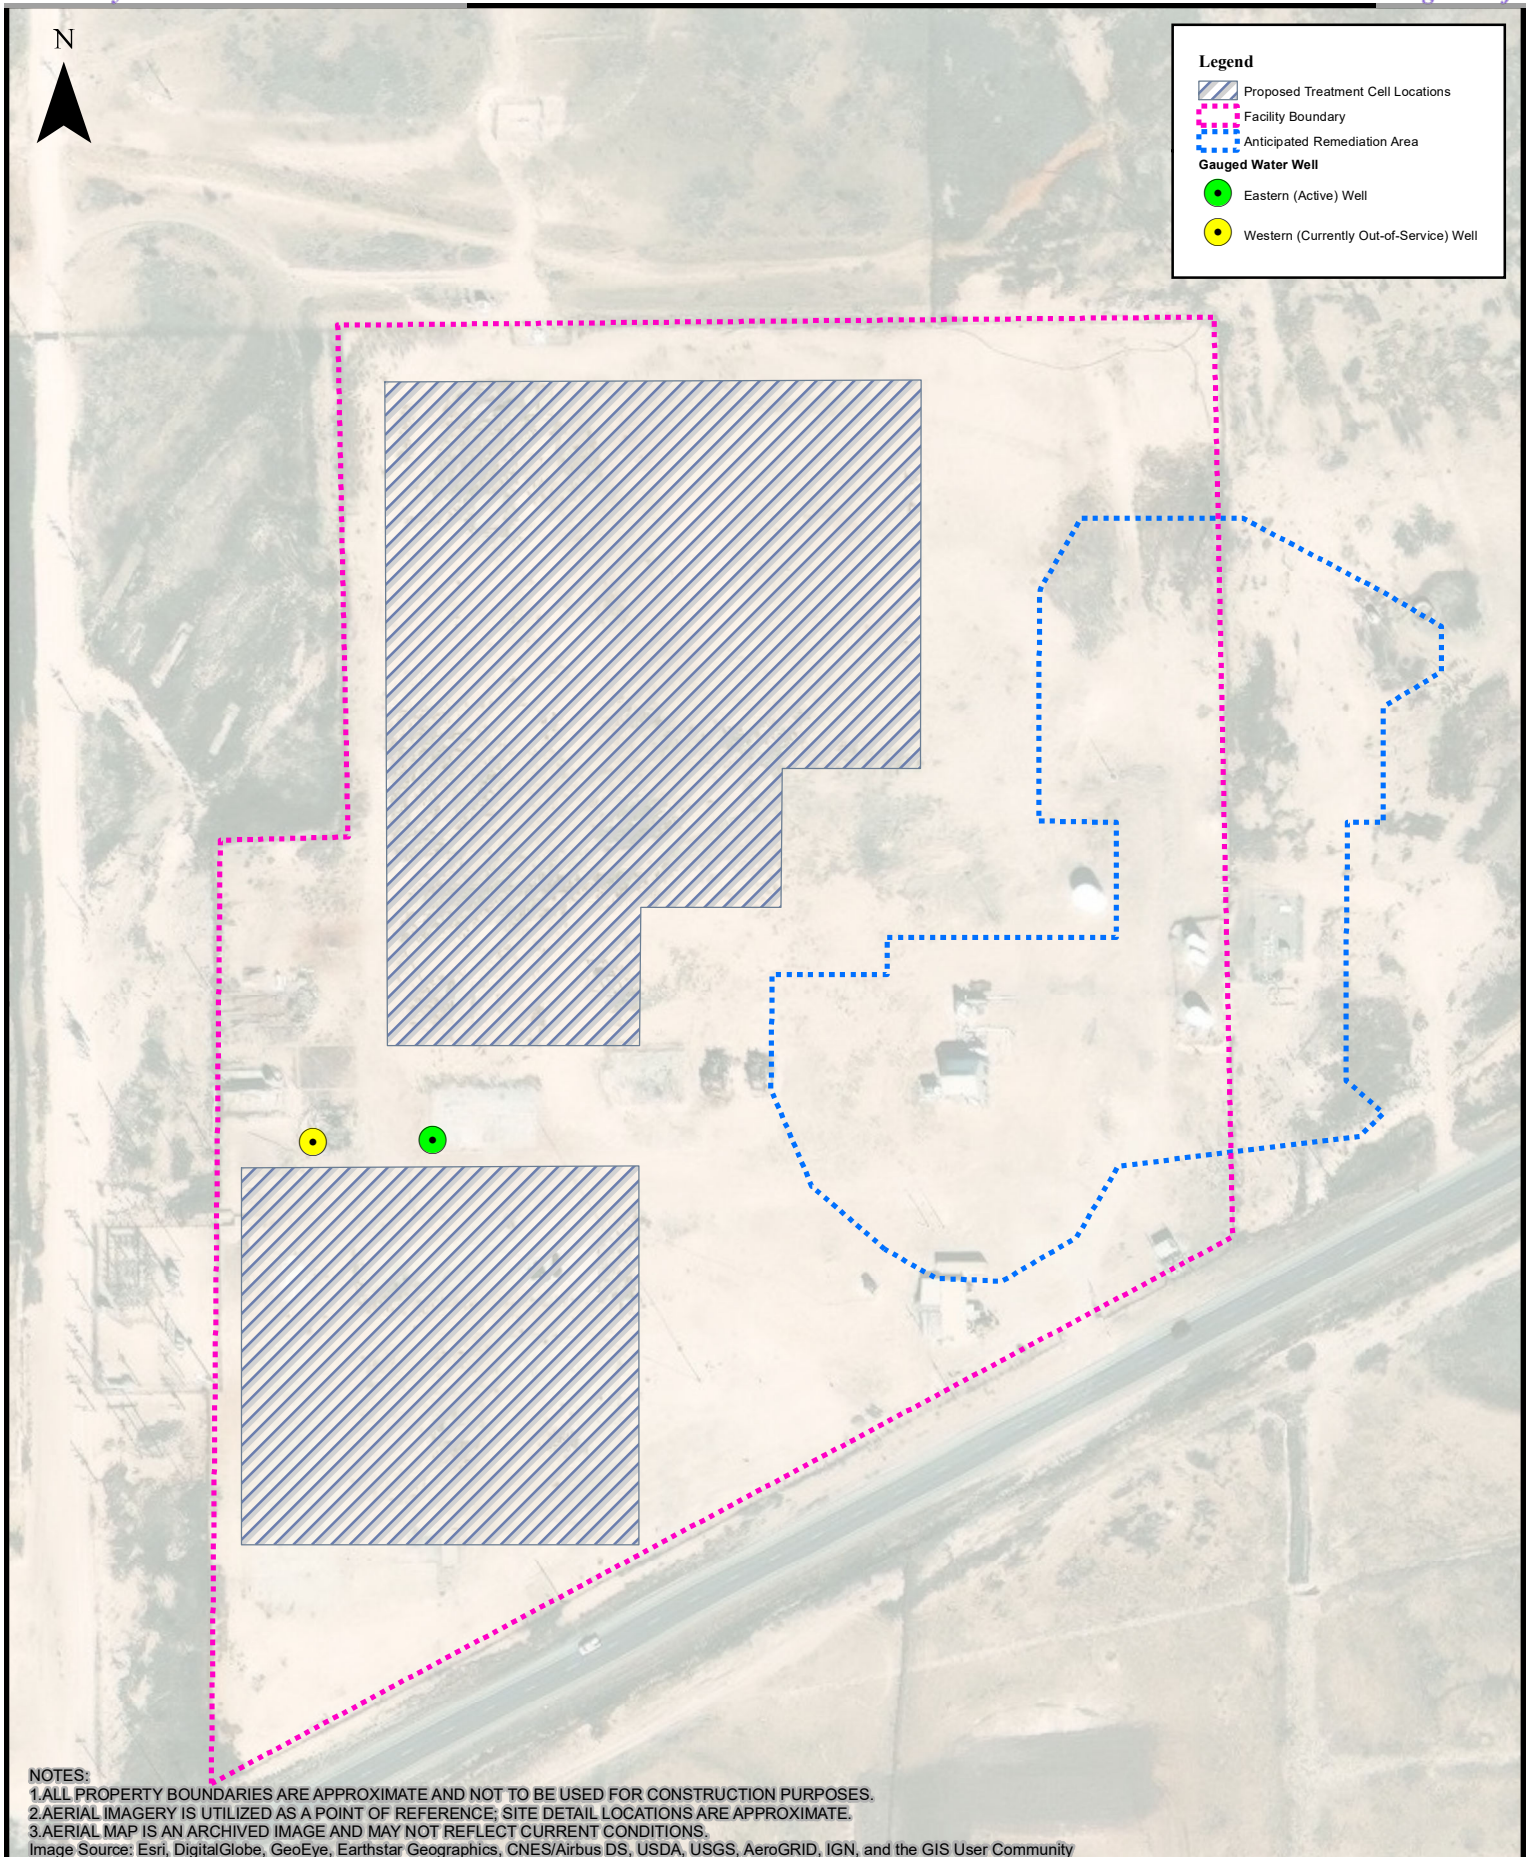 N
Legend
Proposed Treatment Cell Locations
Facility Boundary
Anticipated Remediation Area
Gauged Water Well
Eastern (Active) Well
Western (Currently Out-of-Service) Well
NOTES:
1.ALL PROPERTY BOUNDARIES ARE APPROXIMATE AND NOT TO BE USED FOR CONSTRUCTION PURPOSES.
2.AERIAL IMAGERY IS UTILIZED AS A POINT OF REFERENCE; SITE DETAIL LOCATIONS ARE APPROXIMATE.
3.AERIAL MAP IS AN ARCHIVED IMAGE AND MAY NOT REFLECT CURRENT CONDITIONS.
Image Source: Esri, DigitalGlobe, GeoEye, Earthstar Geographics, CNES/Airbus DS, USDA, USGS, AeroGRID, IGN, and the GIS User Community